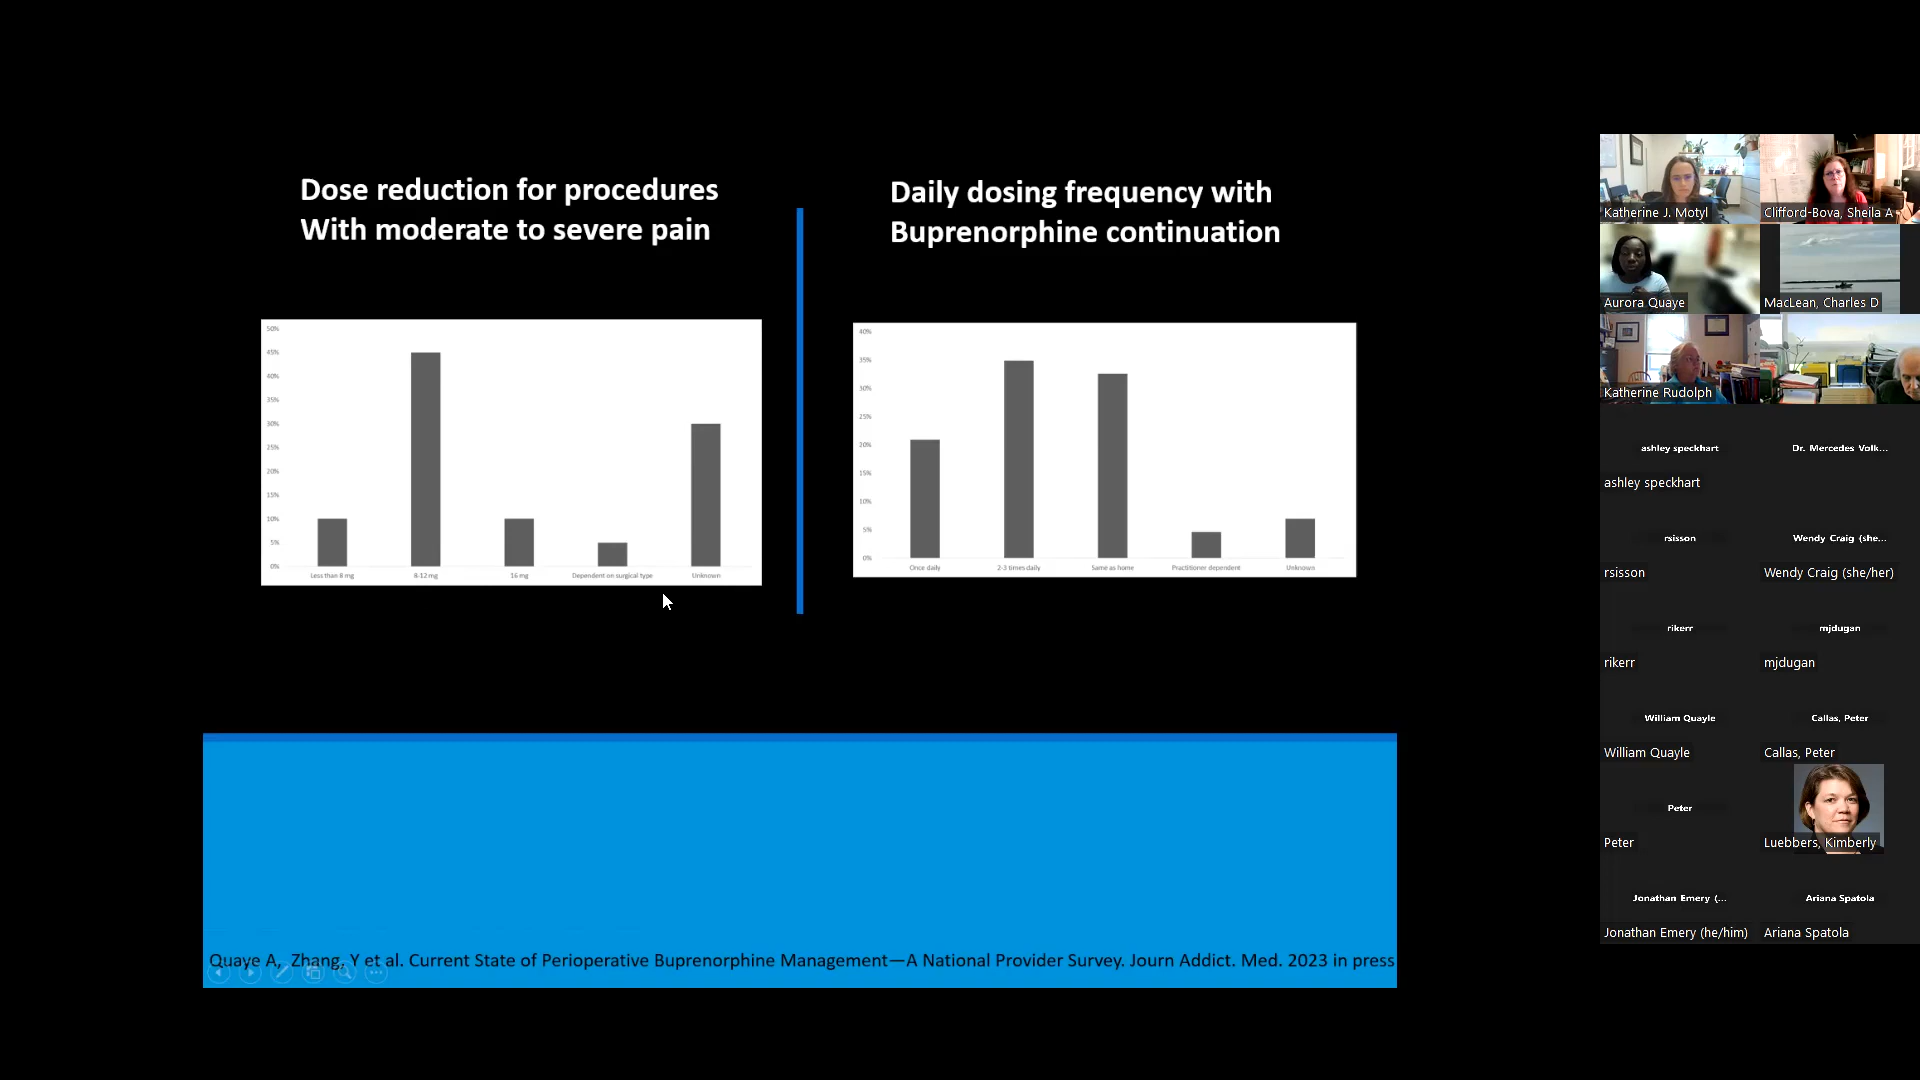 Dose reduction for procedures
With moderate to severe pain
50%
45%
40%
35%
30%
25%
20%
15%
10%
5%
0%
Less than 8 mg
8-12 mg
16 mg
Dependent on surgical type
Unknown
Daily dosing frequency with
Buprenorphine continuation
40%
35%
30%
25%
20%
15%
10%
5%
0%
Once daily
2-3 times daily
Same as home
Practitioner dependent
Unknown
Quaye A, Zhang, Y et al. Current State of Perioperative Buprenorphine Management—A National Provider Survey. Journ Addict. Med. 2023 in press
Katherine J. Motyl
Clifford-Bova, Sheila A
Aurora Quaye
MacLean, Charles D
Katherine Rudolph
ashley speckhart
Dr. Mercedes Volk...
ashley speckhart
rsisson
Wendy Craig (she...
rsisson
Wendy Craig (she/her)
rikerr
mjdugan
rikerr
mjdugan
William Quayle
Callas, Peter
William Quayle
Callas, Peter
Peter
Peter
Luebbers, Kimberly
Jonathan Emery (...
Ariana Spatola
Jonathan Emery (he/him)
Ariana Spatola